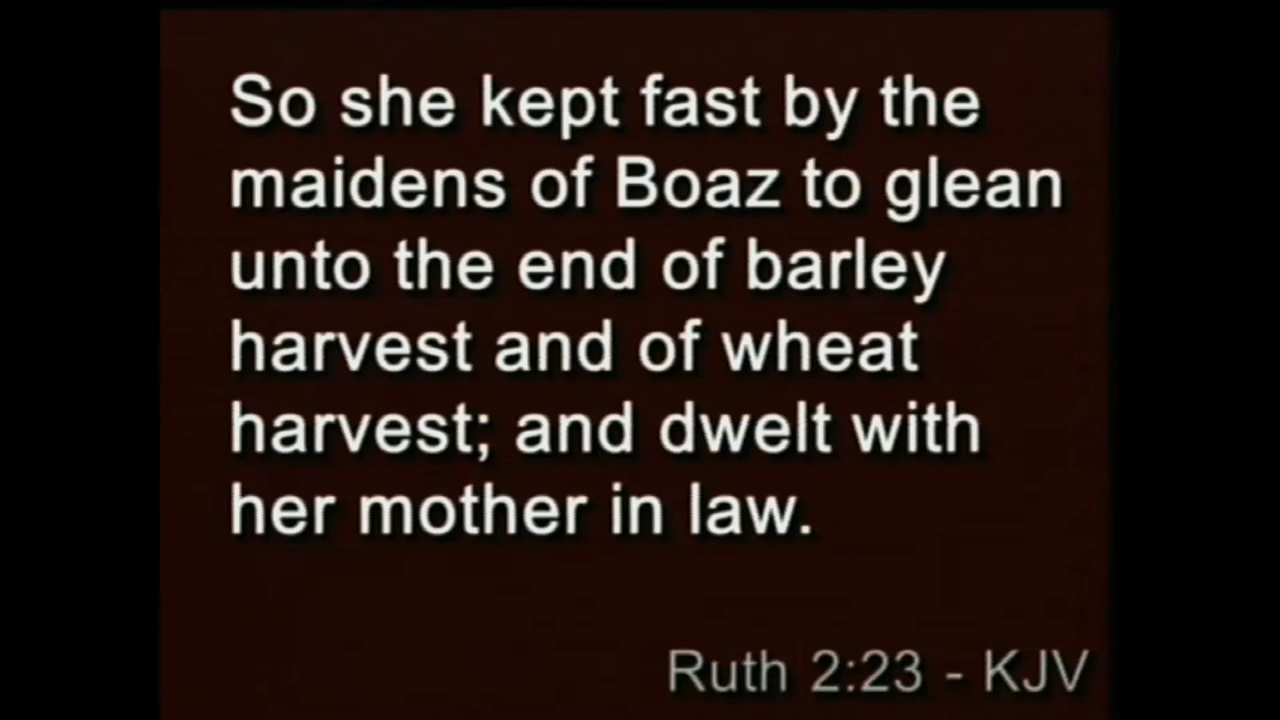 So she kept fast by the
maidens of Boaz to glean
unto the end of barley
harvest and of wheat
harvest; and dwelt with
her mother in law.
Ruth 2:23 - KJV